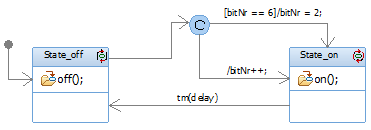 [bitNr == 6]/bitNr = 2;
State_off
C
State_on
off();
/bitNr++;
on();
tm(delay)